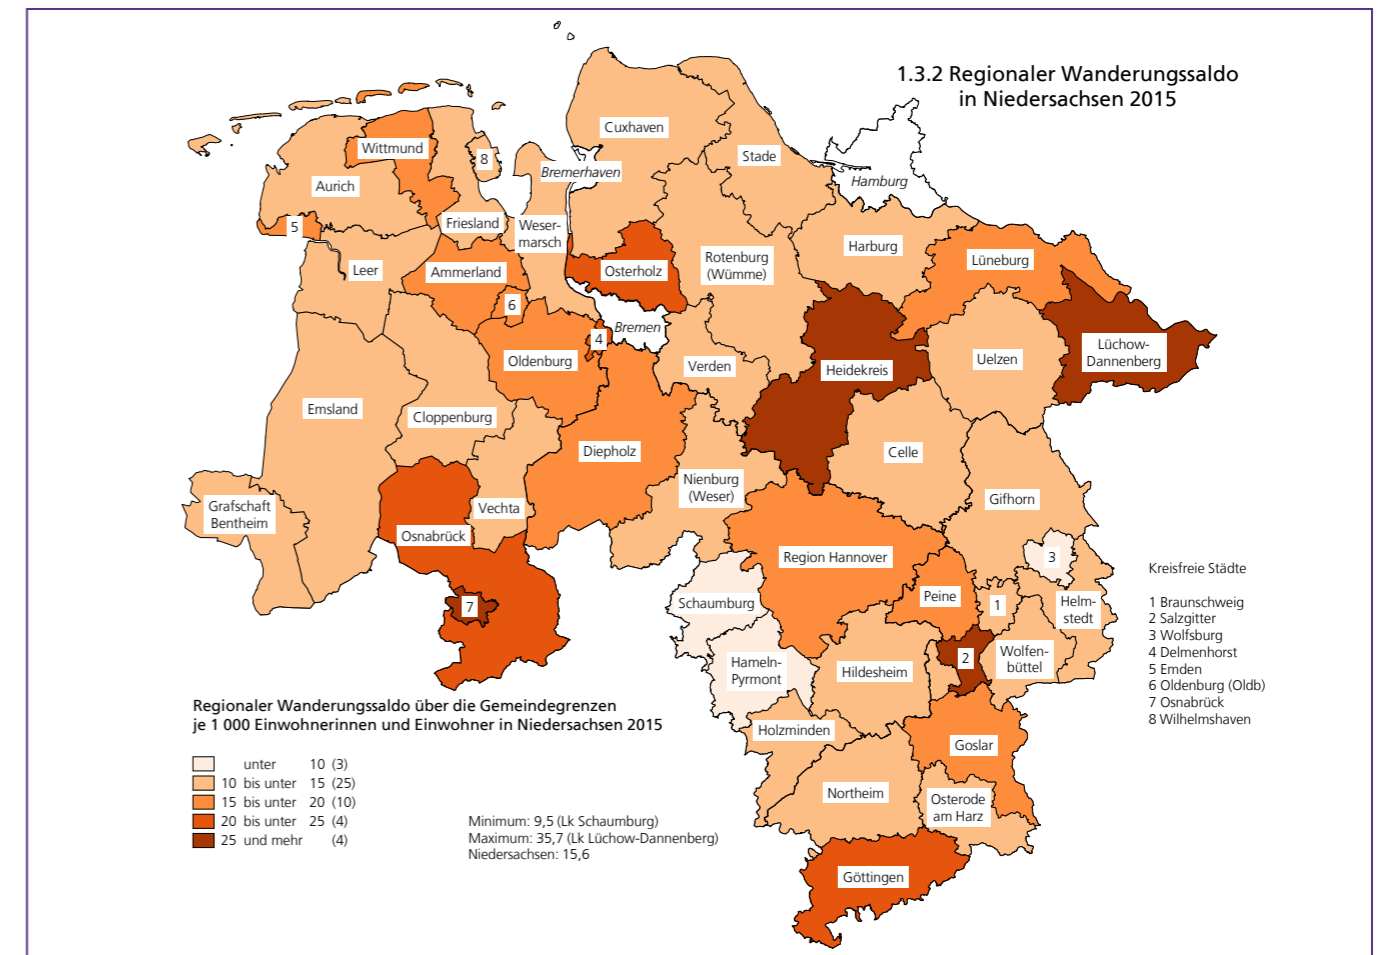 1.3.2 Regionaler Wanderungssaldo
in Niedersachsen 2015
Cuxhaven
Stade
Wittmund
8
Bremerhaven
Aurich
Hamburg
5
Friesland
Weser-
marsch
Harburg
Lüneburg
Leer
Ammerland
Osterholz
Rotenburg
(Wümme)
6
Bremen
4
Oldenburg
Verden
Heidekreis
Uelzen
Lüchow-
Dannenberg
Emsland
Cloppenburg
Diepholz
Celle
Nienburg
(Weser)
Gifhorn
Grafschaft
Bentheim
Vechta
Osnabrück
Region Hannover
3
Kreisfreie Städte
Schaumburg
Peine
1
Helm-
stedt
7
1 Braunschweig
2 Salzgitter
3 Wolfsburg
4 Delmenhorst
5 Emden
6 Oldenburg (Oldb)
7 Osnabrück
8 Wilhelmshaven
Hameln-
Pyrmont
Hildesheim
2
Wolfen-
büttel
Holzminden
Goslar
Northeim
Osterode
am Harz
Göttingen
Regionaler Wanderungssaldo über die Gemeindegrenzen
je 1 000 Einwohnerinnen und Einwohner in Niedersachsen 2015
unter 10 (3)
10 bis unter 15 (25)
15 bis unter 20 (10)
20 bis unter 25 (4)
25 und mehr (4)
Minimum: 9,5 (Lk Schaumburg)
Maximum: 35,7 (Lk Lüchow-Dannenberg)
Niedersachsen: 15,6